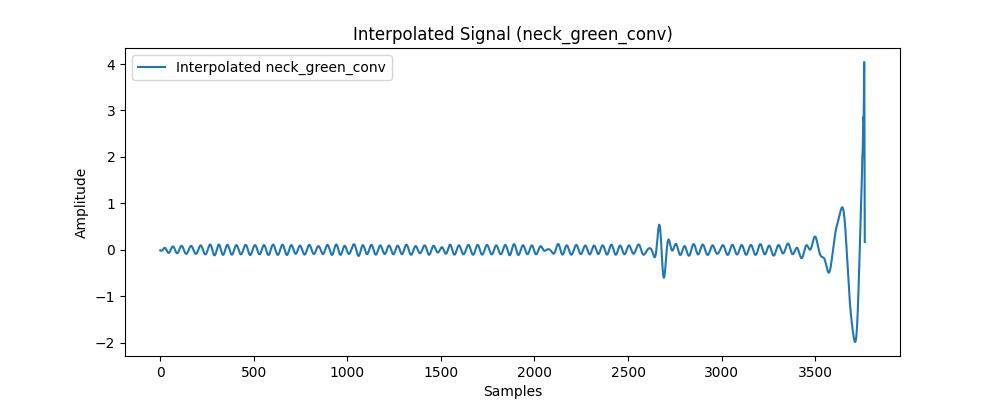 Interpolated Signal (neck_green_conv)
Interpolated neck_green_conv
4
3
2
1
0
−1
−2
Amplitude
0 500 1000 1500 2000 2500 3000 3500
Samples